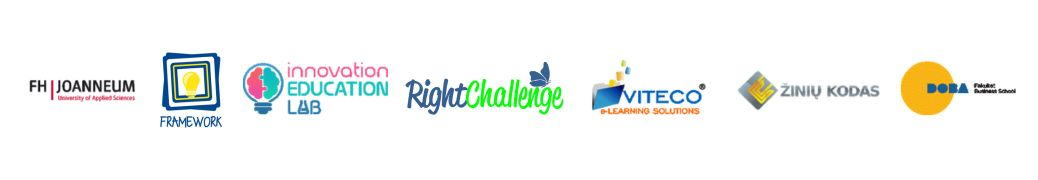 FH JOANNEUM
University of Applied Sciences
FRAMEWORK
innovation
EDUCATION
LAB
RightChallenge
VITECO®
e-LEARNING SOLUTIONS
ŽINIŲ KODAS
DOBA Fakultet
Business School